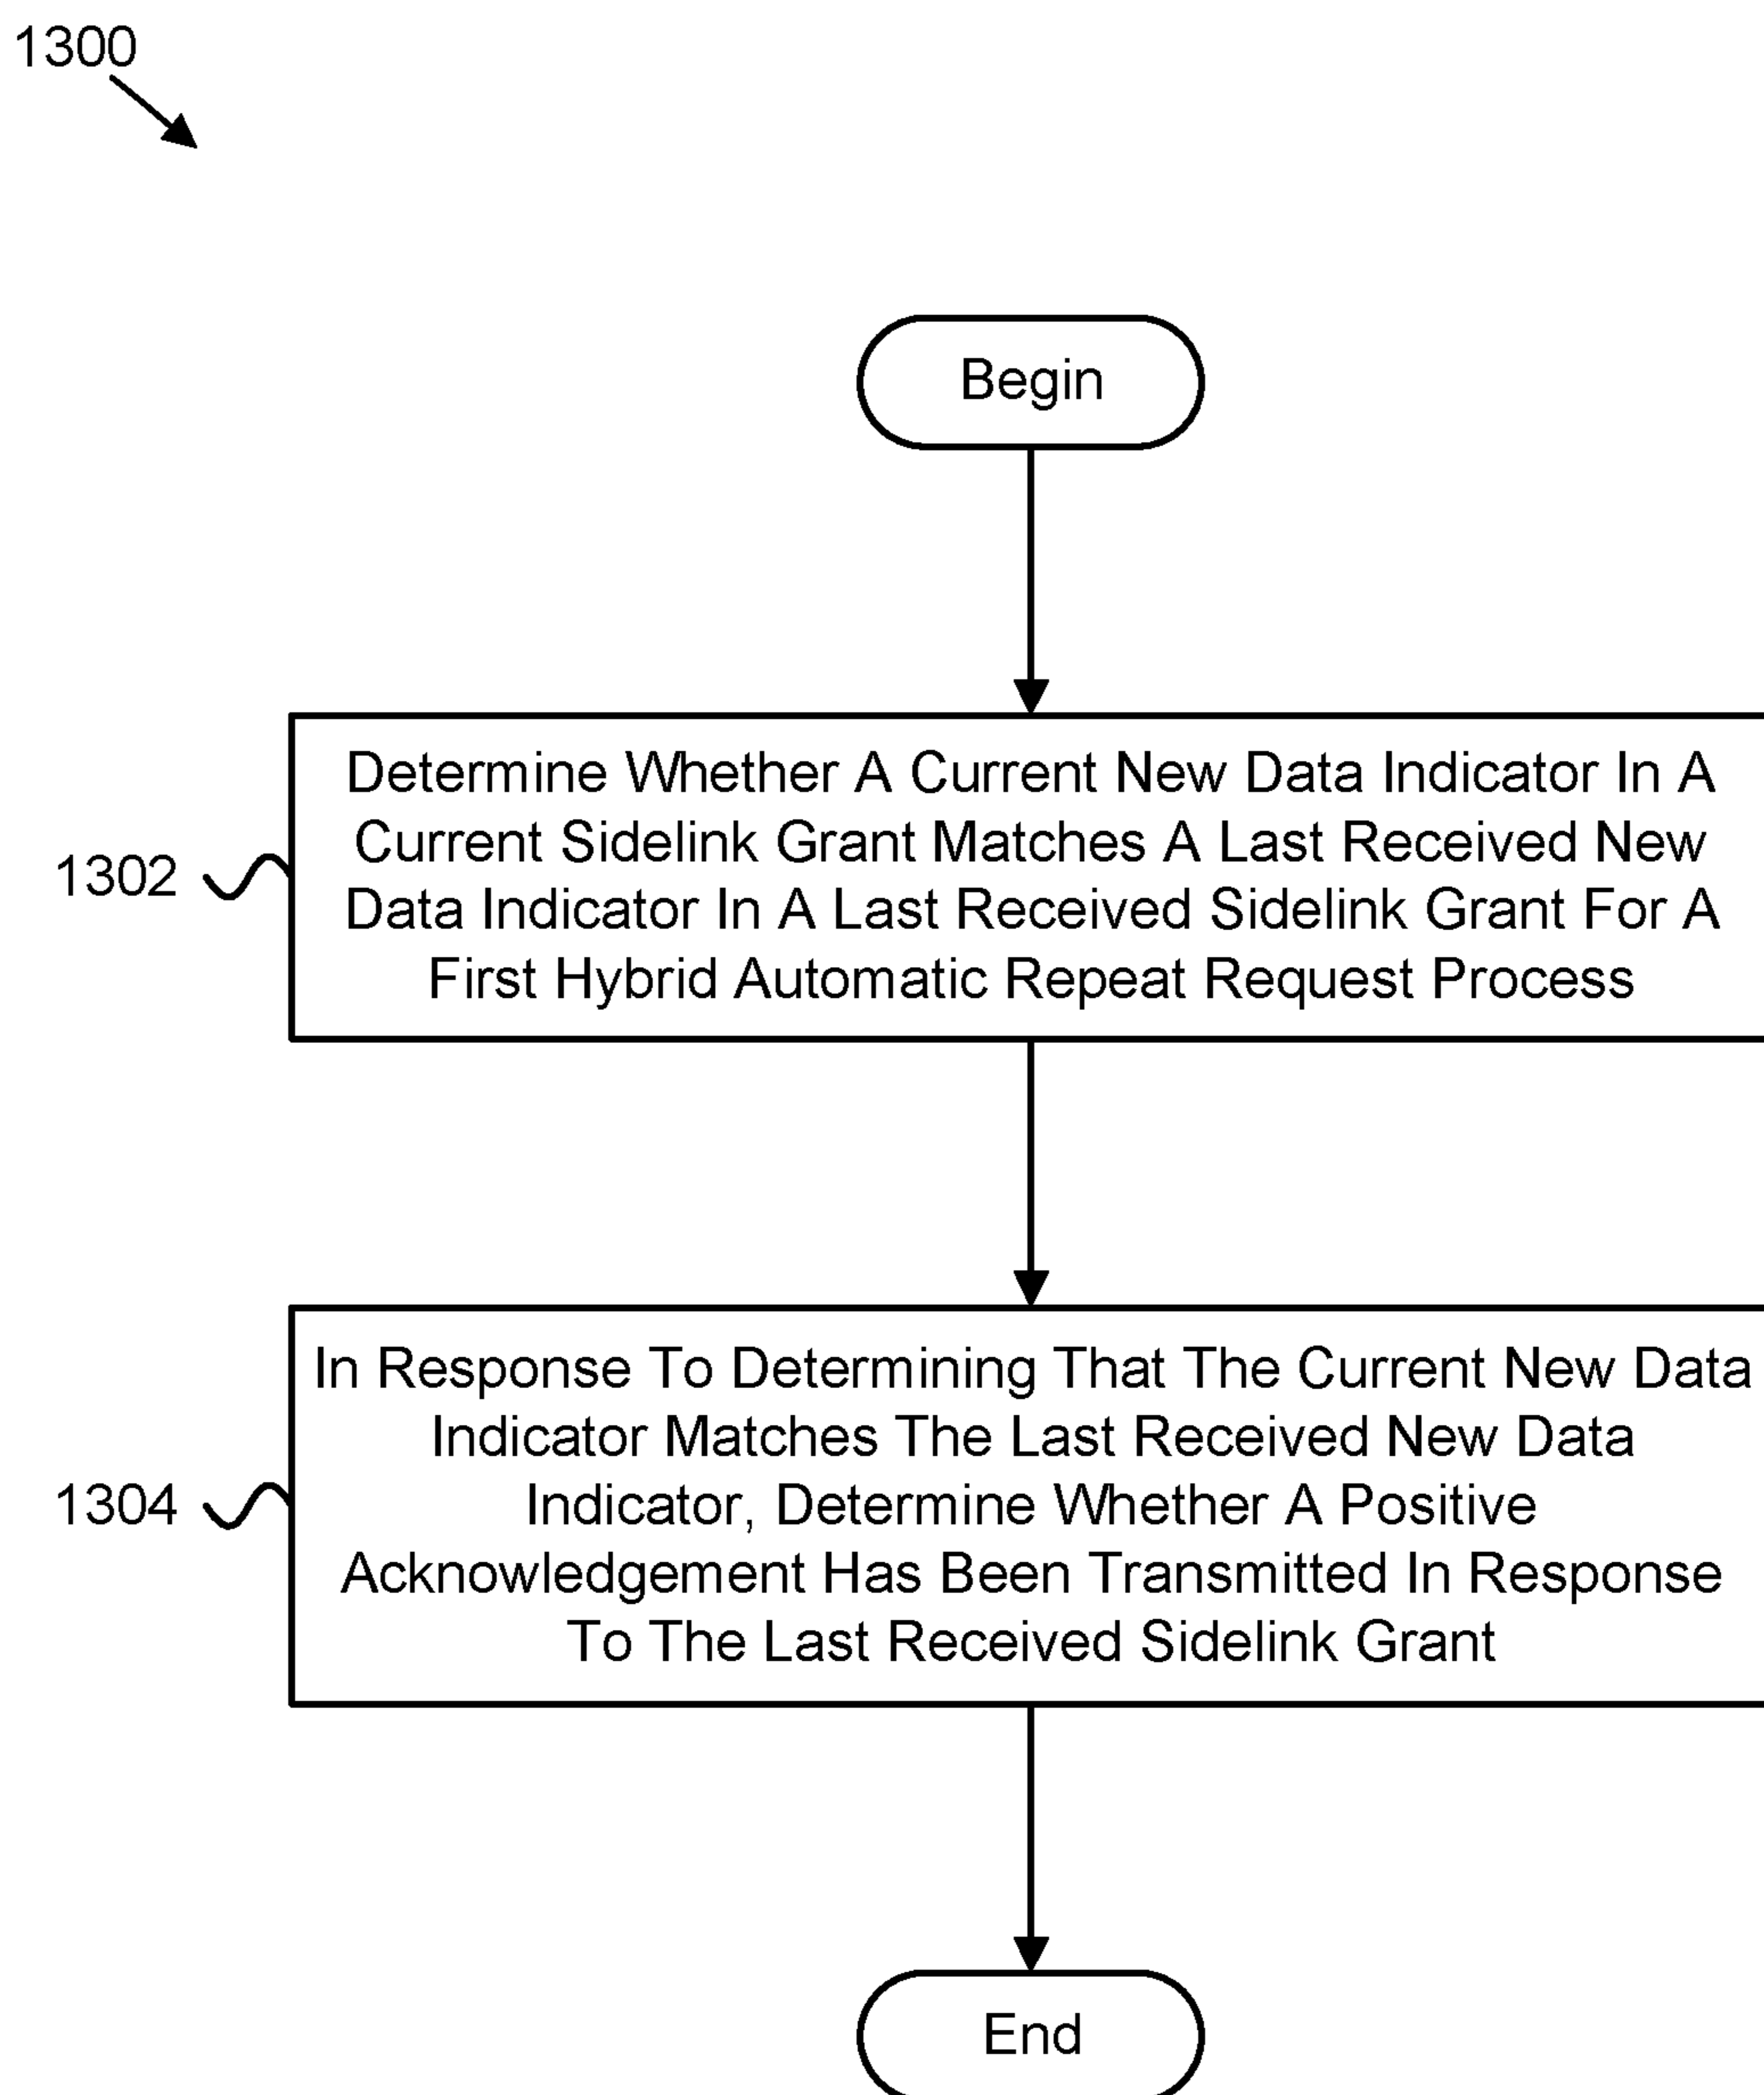 1300
Begin
Determine Whether A Current New Data Indicator In A
Current Sidelink Grant Matches A Last Received New
Data Indicator In A Last Received Sidelink Grant For A
First Hybrid Automatic Repeat Request Process
1302
In Response To Determining That The Current New Data
Indicator Matches The Last Received New Data
Indicator, Determine Whether A Positive
Acknowledgement Has Been Transmitted In Response
To The Last Received Sidelink Grant
1304
End